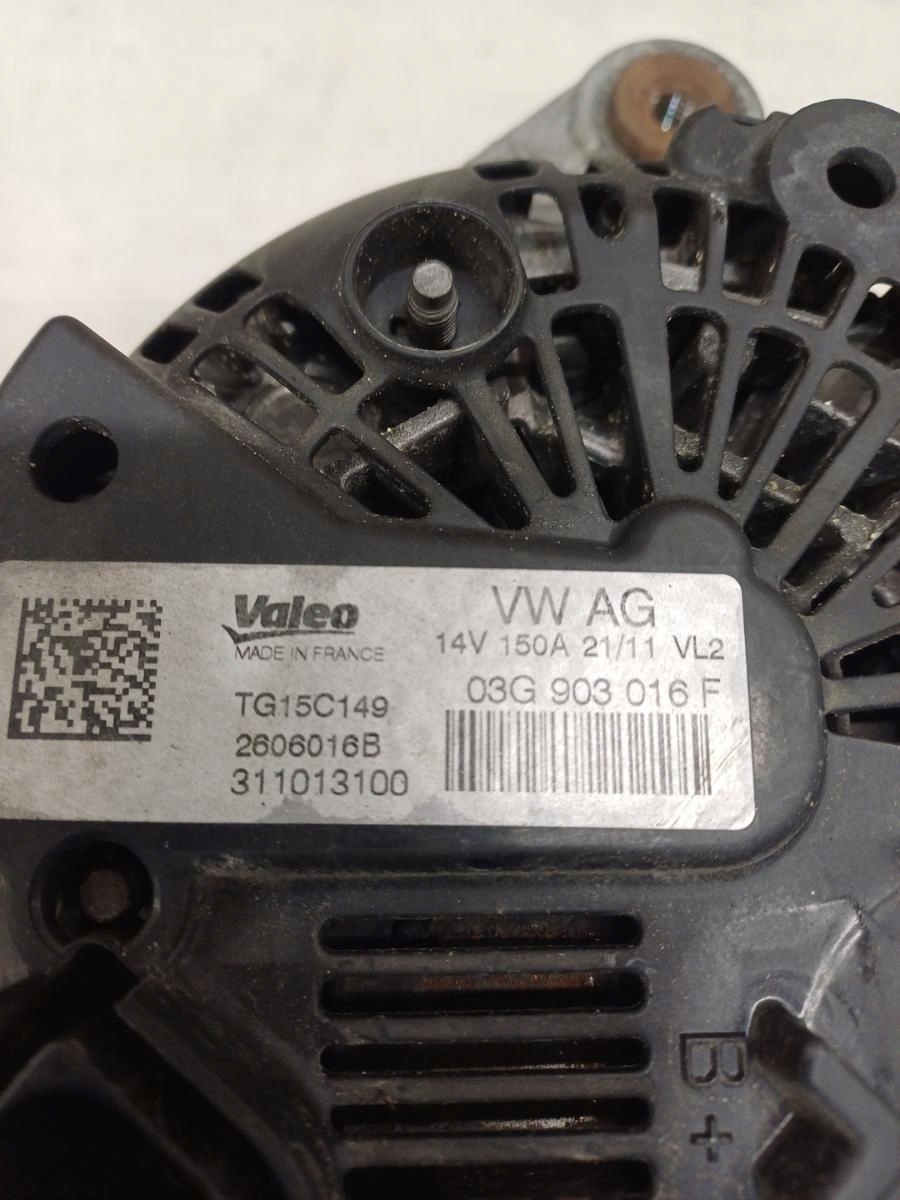 Valeo
MADE IN FRANCE
TG15C149
2606016B
311013100
VW AG
14V 150A 21/11 VL2
03G 903 016 F
B+